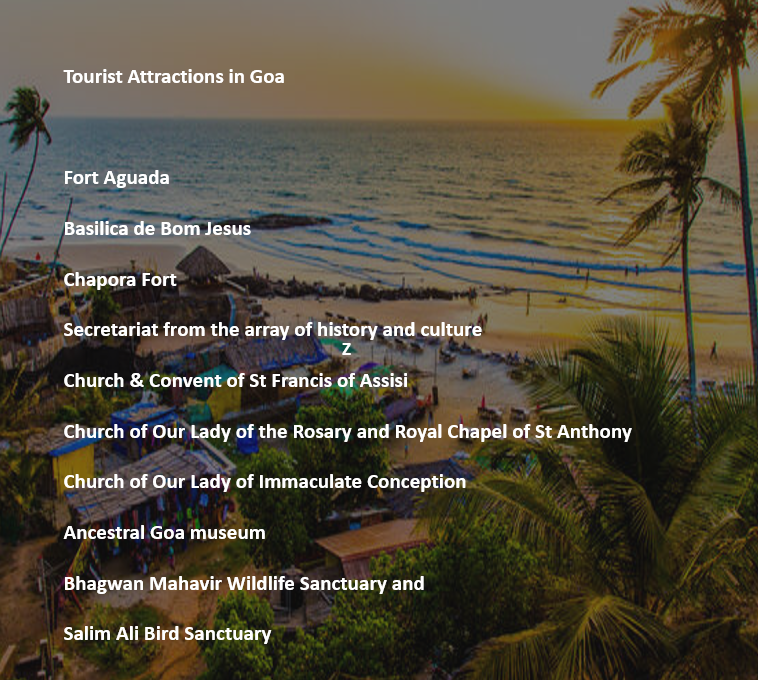 Tourist Attractions in Goa
Fort Aguada
Basilica de Bom Jesus
Chapora Fort
Secretariat from the array of history and culture
Z
Church & Convent of St Francis of Assisi
Church of Our Lady of the Rosary and Royal Chapel of St Anthony
Church of Our Lady of Immaculate Conception
Ancestral Goa museum
Bhagwan Mahavir Wildlife Sanctuary and
Salim Ali Bird Sanctuary